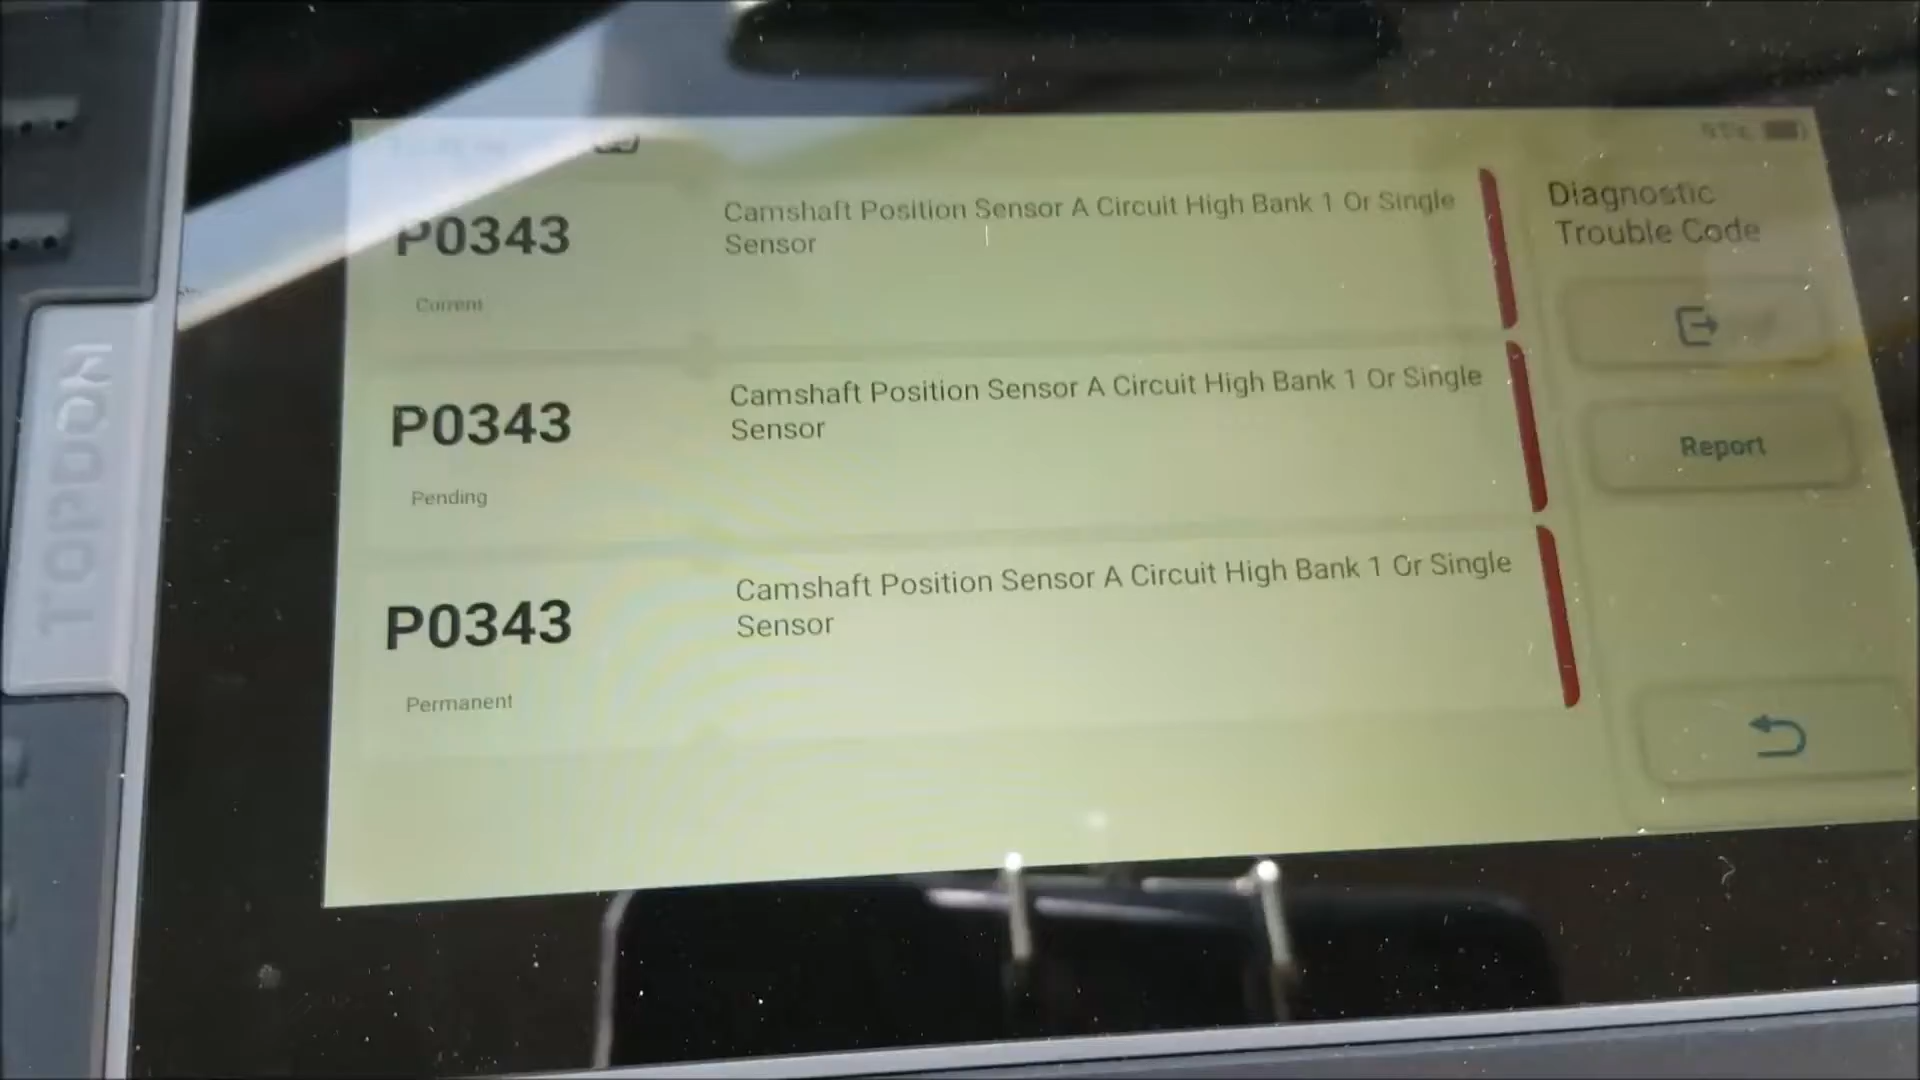 TOPDON
P0343
Camshaft Position Sensor A Circuit High Bank 1 Or Single
Sensor
Current
P0343
Camshaft Position Sensor A Circuit High Bank 1 Or Single
Sensor
Pending
P0343
Camshaft Position Sensor A Circuit High Bank 1 Or Single
Sensor
Permanent
Diagnostic
Trouble Code
Report